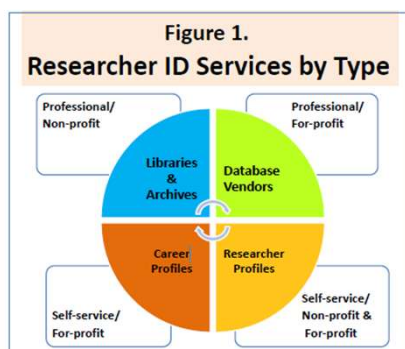 Figure 1.
Researcher ID Services by Type
Professional/
Non-profit
Professional/
For-profit
Libraries
&
Archives
Database
Vendors
Career
Profiles
Researcher
Profiles
Self-service/
For-profit
Self-service/
Non-profit &
For-profit